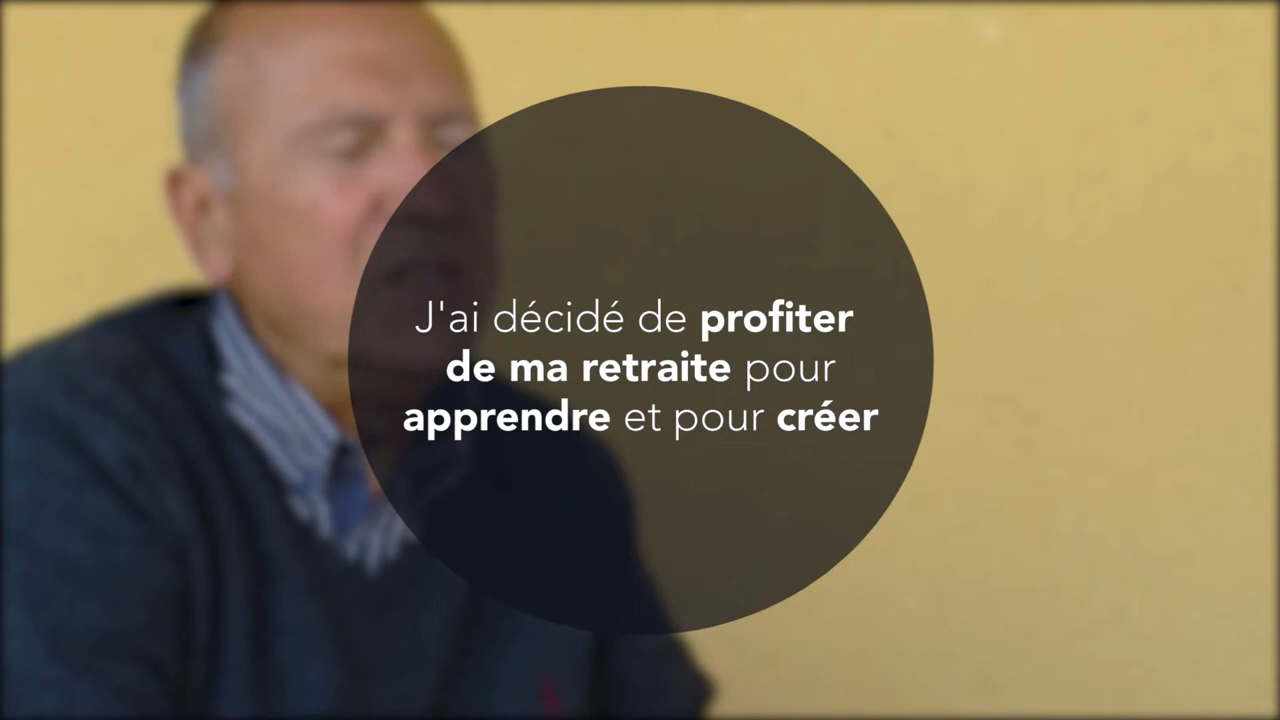 J'ai décidé de profiter
de ma retraite pour
apprendre et pour créer